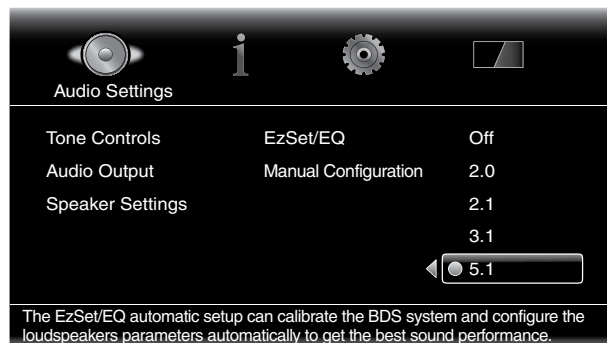 Audio Settings
Tone Controls
Audio Output
Speaker Settings
EzSet/EQ
Manual Configuration
Off
2.0
2.1
3.1
5.1
The EzSet/EQ automatic setup can calibrate the BDS system and configure the
loudspeakers parameters automatically to get the best sound performance.